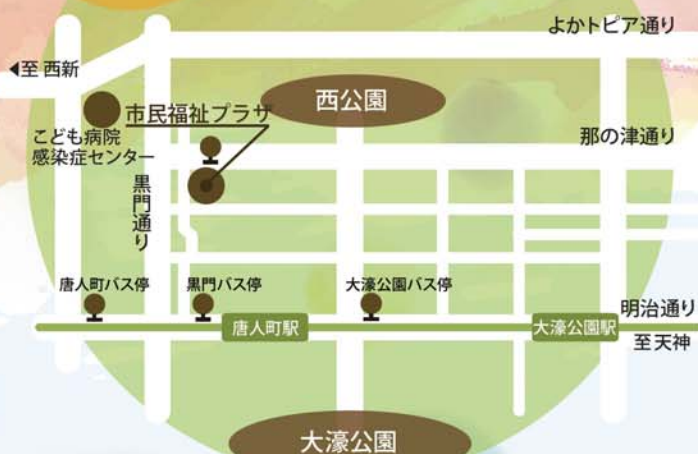 よかトピア通り
◀至 西新
西公園
市民福祉プラザ
こども病院
感染症センター
那の津通り
黒門通り
唐人町バス停
黒門バス停
大濠公園バス停
明治通り
唐人町駅
大濠公園駅
至天神
大濠公園